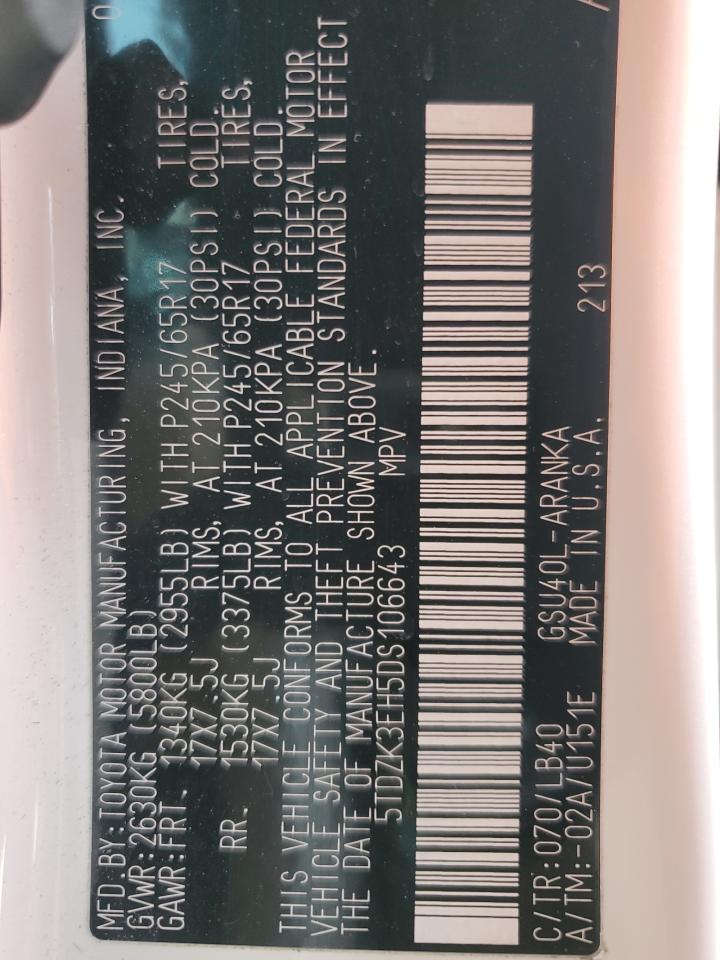 MFD.BY:TOYOTA MOTOR MANUFACTURING, INDIANA, INC. 0
GVWR:2630KG (5800LB)
GAWR:FRT. 1340KG (2955LB) WITH P245/65R17 TIRES,
17X7.5J RIMS, AT 210KPA (30PSI) COLD
RR. 1530KG (3375LB) WITH P245/65R17 TIRES,
17X7.5J RIMS, AT 210KPA (30PSI) COLD
THIS VEHICLE CONFORMS TO ALL APPLICABLE FEDERAL MOTOR
VEHICLE SAFETY AND THEFT PREVENTION STANDARDS IN EFFECT
THE DATE OF MANUFACTURE SHOWN ABOVE.
5TDZK3EH5DS106643 MPV
C/TR:070/LB40 GSU40L-ARANKA
A/TM:-02A/U151E MADE IN U.S.A. 213